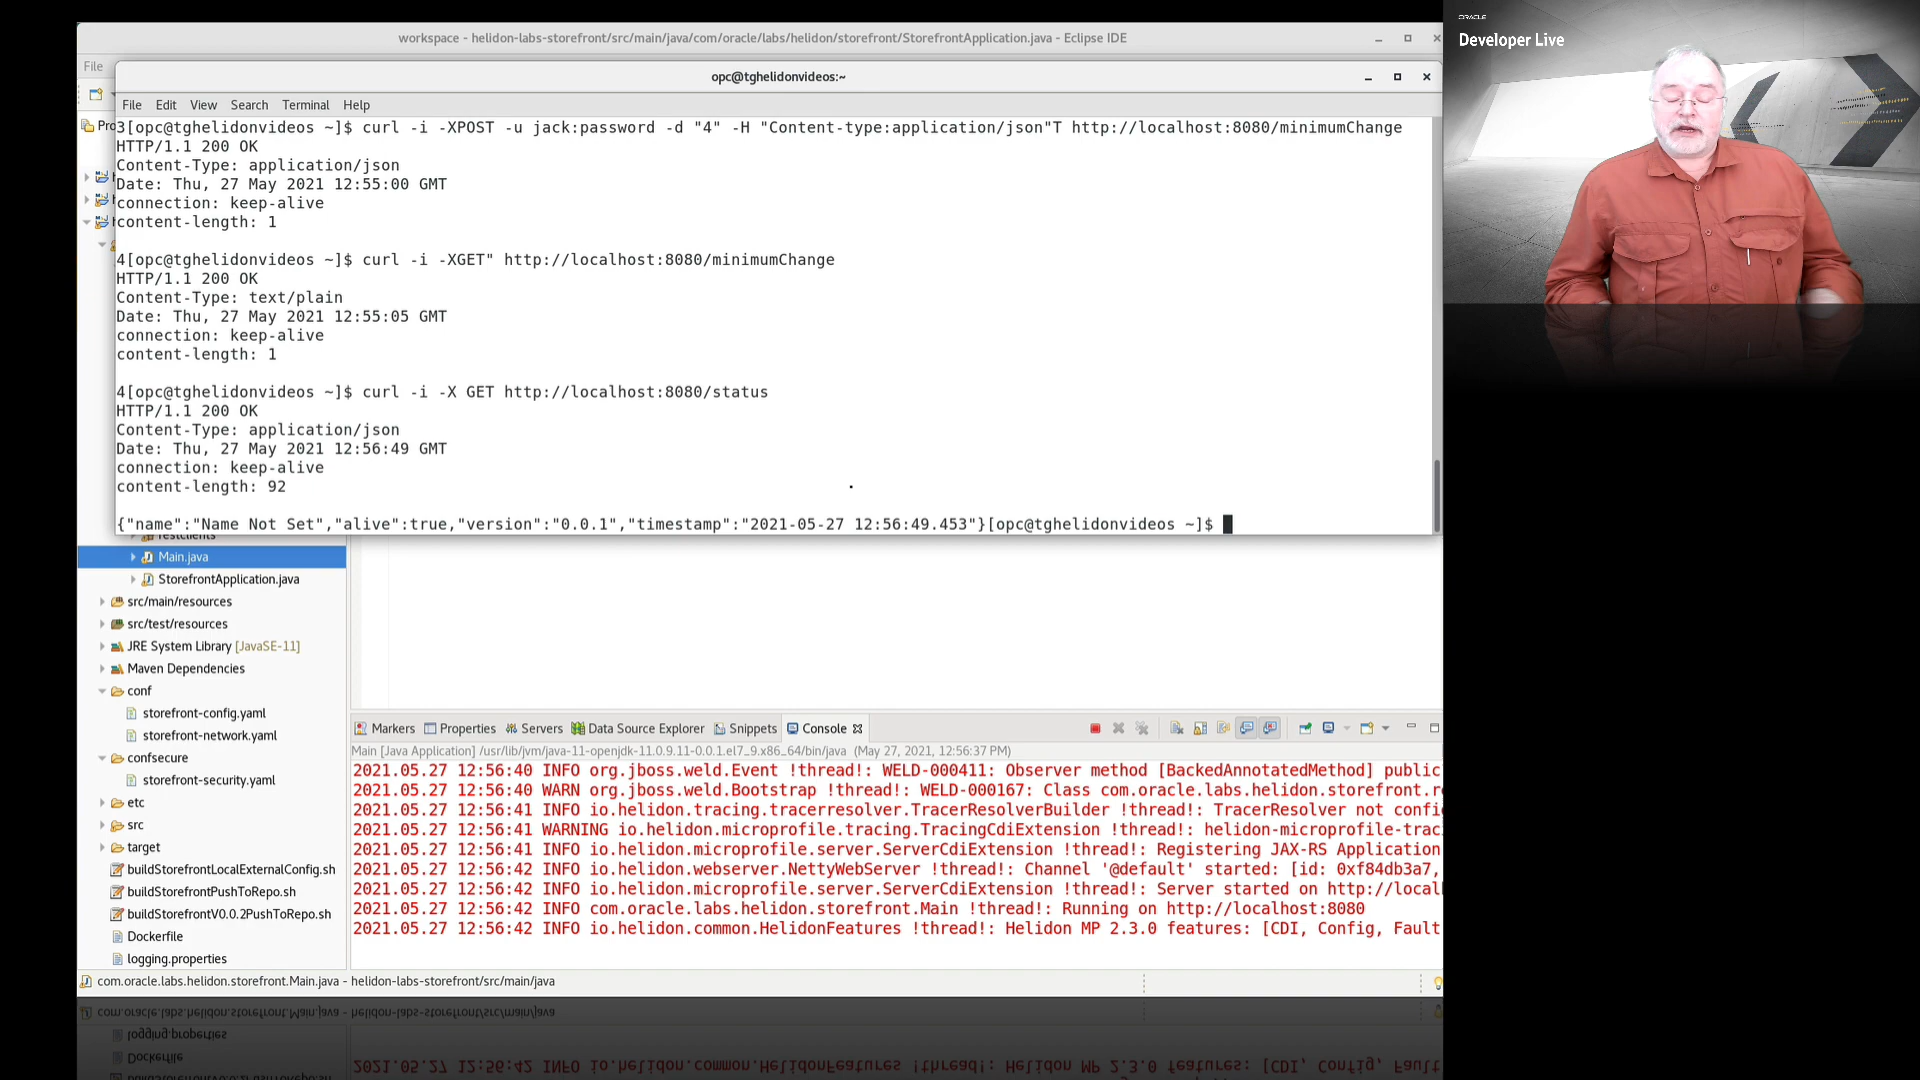 ORACLE
Developer Live
workspace - helidon-labs-storefront/src/main/java/com/oracle/labs/helidon/storefront/StorefrontApplication.java - Eclipse IDE
File
opc@tghelidonvideos:~
File Edit View Search Terminal Help
Pro
3[opc@tghelidonvideos ~]$ curl -i -XPOST -u jack:password -d "4" -H "Content-type:application/json"T http://localhost:8080/minimumChange
HTTP/1.1 200 OK
Content-Type: application/json
Date: Thu, 27 May 2021 12:55:00 GMT
connection: keep-alive
content-length: 1
4[opc@tghelidonvideos ~]$ curl -i -XGET" http://localhost:8080/minimumChange
HTTP/1.1 200 OK
Content-Type: text/plain
Date: Thu, 27 May 2021 12:55:05 GMT
connection: keep-alive
content-length: 1
4[opc@tghelidonvideos ~]$ curl -i -X GET http://localhost:8080/status
HTTP/1.1 200 OK
Content-Type: application/json
Date: Thu, 27 May 2021 12:56:49 GMT
connection: keep-alive
content-length: 92
{"name":"Name Not Set","alive":true,"version":"0.0.1","timestamp":"2021-05-27 12:56:49.453"}[opc@tghelidonvideos ~]$
restclients
Main.java
StorefrontApplication.java
src/main/resources
src/test/resources
JRE System Library [JavaSE-11]
Maven Dependencies
conf
storefront-config.yaml
storefront-network.yaml
confsecure
storefront-security.yaml
etc
src
target
buildStorefrontLocalExternalConfig.sh
buildStorefrontPushToRepo.sh
buildStorefrontV0.0.2PushToRepo.sh
Dockerfile
logging.properties
Markers Properties Servers Data Source Explorer Snippets Console
Main [Java Application] /usr/lib/jvm/java-11-openjdk-11.0.9.11-0.0.1.el7_9.x86_64/bin/java (May 27, 2021, 12:56:37 PM)
2021.05.27 12:56:40 INFO org.jboss.weld.Event !thread!: WELD-000411: Observer method [BackedAnnotatedMethod] public
2021.05.27 12:56:40 WARN org.jboss.weld.Bootstrap !thread!: WELD-000167: Class com.oracle.labs.helidon.storefront.r
2021.05.27 12:56:41 INFO io.helidon.tracing.tracerresolver.TracerResolverBuilder !thread!: TracerResolver not confi
2021.05.27 12:56:41 WARNING io.helidon.microprofile.tracing.TracingCdiExtension !thread!: helidon-microprofile-trac
2021.05.27 12:56:41 INFO io.helidon.microprofile.server.ServerCdiExtension !thread!: Registering JAX-RS Application
2021.05.27 12:56:42 INFO io.helidon.webserver.NettyWebServer !thread!: Channel '@default' started: [id: 0xf84db3a7,
2021.05.27 12:56:42 INFO io.helidon.microprofile.server.ServerCdiExtension !thread!: Server started on http://local
2021.05.27 12:56:42 INFO com.oracle.labs.helidon.storefront.Main !thread!: Running on http://localhost:8080
2021.05.27 12:56:42 INFO io.helidon.common.HelidonFeatures !thread!: Helidon MP 2.3.0 features: [CDI, Config, Fault
com.oracle.labs.helidon.storefront.Main.java - helidon-labs-storefront/src/main/java